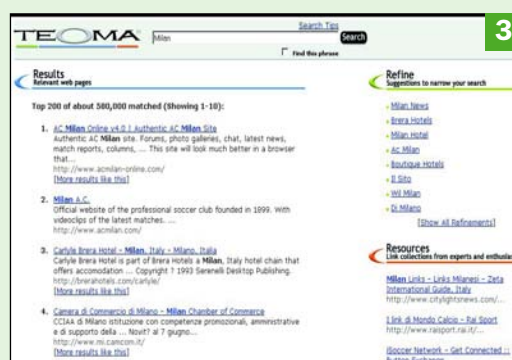 3
TEOMA
Search Tips
Milan
Search
Find this phrase
Results
Relevant web pages
Top 200 of about 580,000 matched (Showing 1-10):
1. AC Milan Online v4.0 | Authentic AC Milan Site
Authentic AC Milan site. Forums, photo galleries, chat, latest news,
match reports, columns, ... This site will look much better in a browser
that...
http://www.acmilan-online.com/
[More results like this]
2. Milan A.C.
Official website of the professional soccer club founded in 1899. With
videoclips of the latest matches. ...
http://www.acmilan.com/
3. Carlyle Brera Hotel - Milan, Italy - Milano, Italia
Carlyle Brera Hotel is part of Brera Hotels a Milan, Italy hotel chain that
offers accomodation ... Copyright ? 1993 Serenelli Desktop Publishing.
http://brerahotels.com/carlyle/
[More results like this]
4. Camera di Commercio di Milano - Milan Chamber of Commerce
CCIAA di Milano istituzione con competenze promozionali, amministrative
e di supporto della ... Novit? al 7 giugno...
http://www.mi.camcom.it/
[More results like this]
Refine
Suggestions to narrow your search
Milan News
Brera Hotels
Milan Hotel
Ac Milan
Boutique Hotels
Il Sito
Wil Milan
Di Milano
[Show All Refinements]
Resources
Link collections from experts and enthusias
Milan Links - Links Milanesi - Zeta
International Guide, Italy
http://www.citylightsnews.com/...
I link di Mondo Calcio - Rai Sport
http://www.raisport.rai.it/...
iSoccer Network - Get Connected ::
Button Exchange